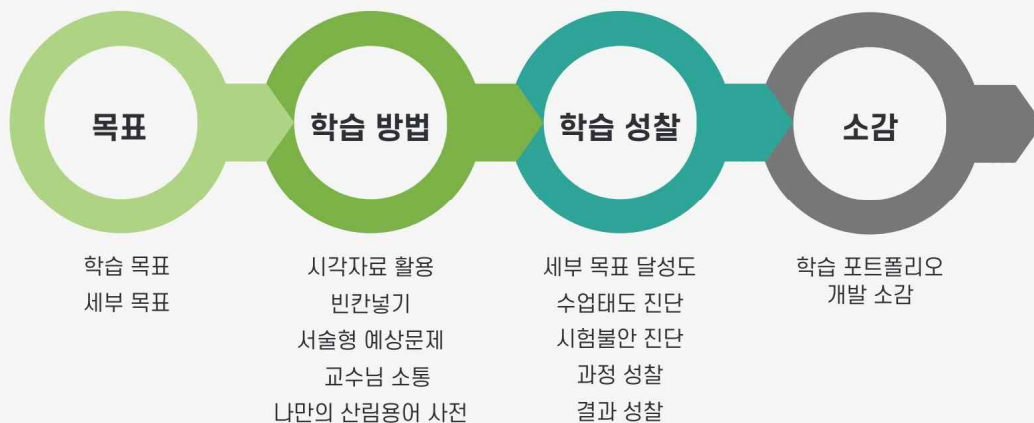 목표
학습 목표
세부 목표
학습 방법
시각자료 활용
빈칸넣기
서술형 예상문제
교수님 소통
나만의 산림용어 사전
학습 성찰
세부 목표 달성도
수업태도 진단
시험불안 진단
과정 성찰
결과 성찰
소감
학습 포트폴리오
개발 소감